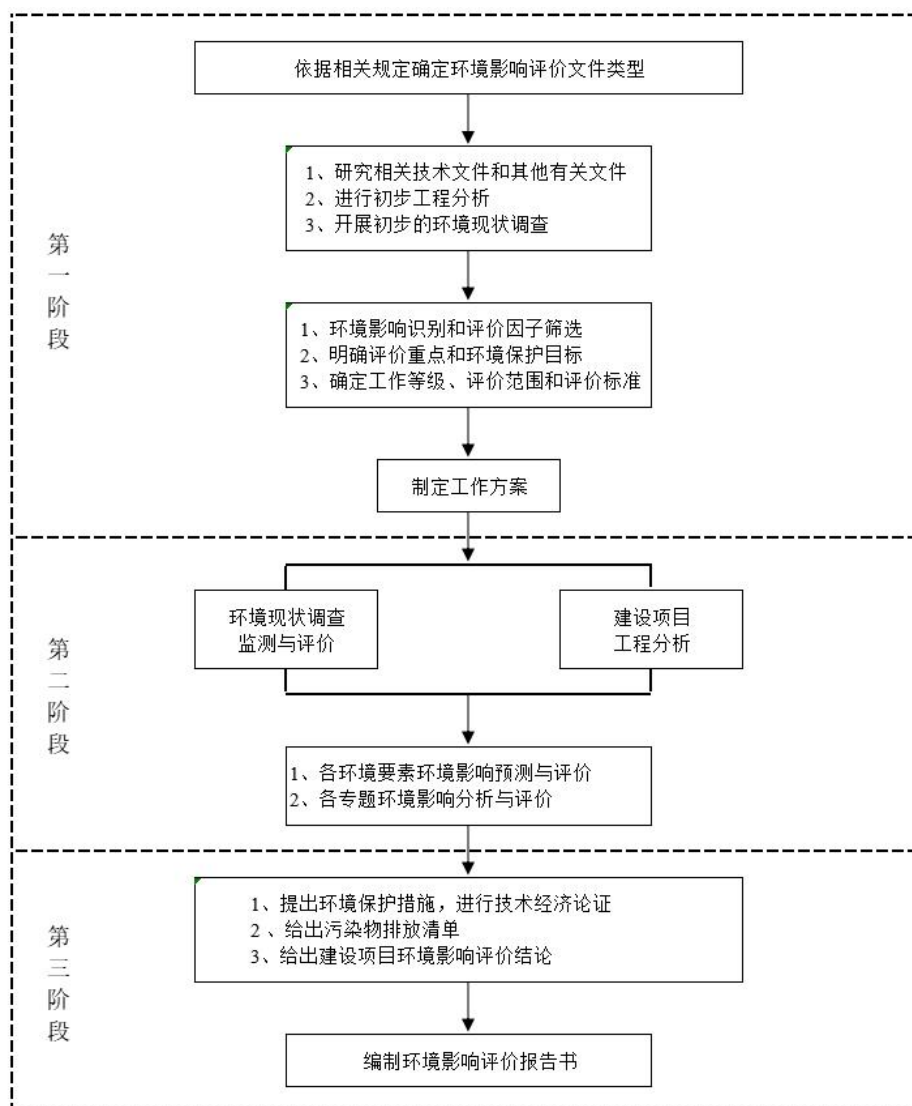 依据相关规定确定环境影响评价文件类型
1、研究相关技术文件和其他有关文件
2、进行初步工程分析
3、开展初步的环境现状调查
第一阶段
1、环境影响识别和评价因子筛选
2、明确评价重点和环境保护目标
3、确定工作等级、评价范围和评价标准
制定工作方案
环境现状调查
监测与评价
建设项目
工程分析
第二阶段
1、各环境要素环境影响预测与评价
2、各专题环境影响分析与评价
第三阶段
1、提出环境保护措施，进行技术经济论证
2 、给出污染物排放清单
3、给出建设项目环境影响评价结论
编制环境影响评价报告书